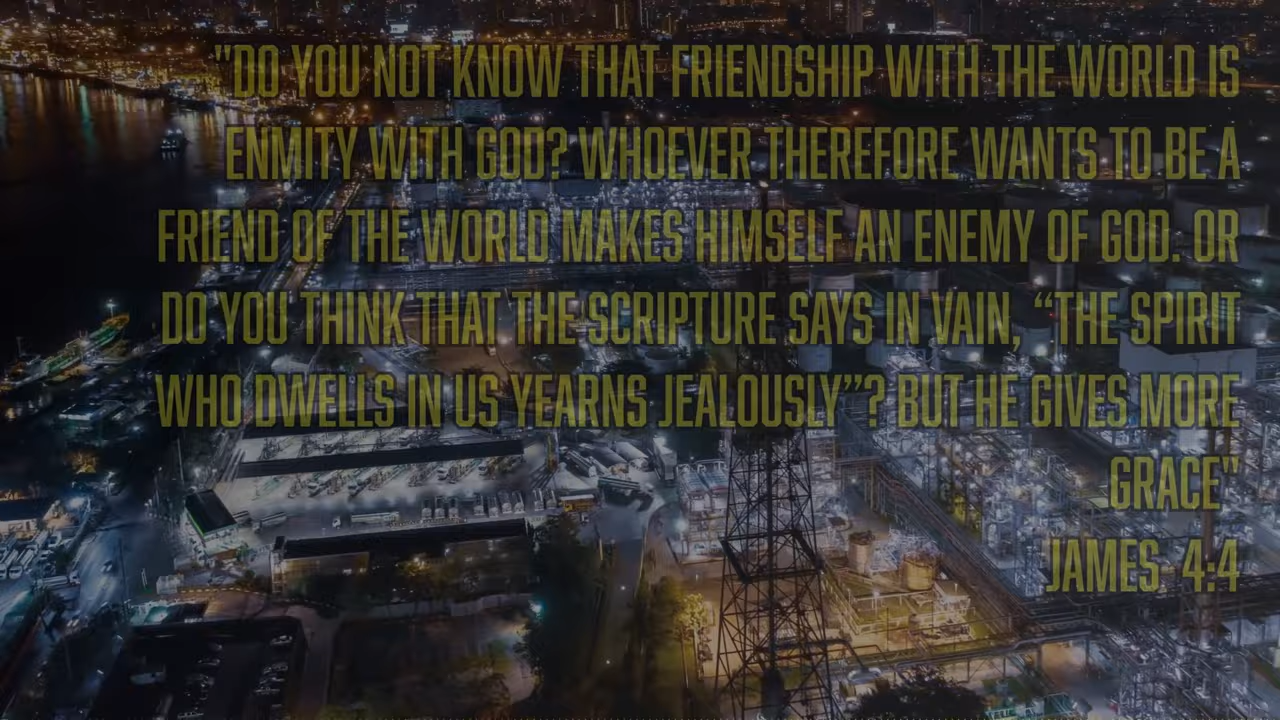 "DO YOU NOT KNOW THAT FRIENDSHIP WITH THE WORLD IS
ENMITY WITH GOD? WHOEVER THEREFORE WANTS TO BE A
FRIEND OF THE WORLD MAKES HIMSELF AN ENEMY OF GOD. OR
DO YOU THINK THAT THE SCRIPTURE SAYS IN VAIN, “THE SPIRIT
WHO DWELLS IN US YEARNS JEALOUSLY”? BUT HE GIVES MORE
GRACE"
JAMES  4:4